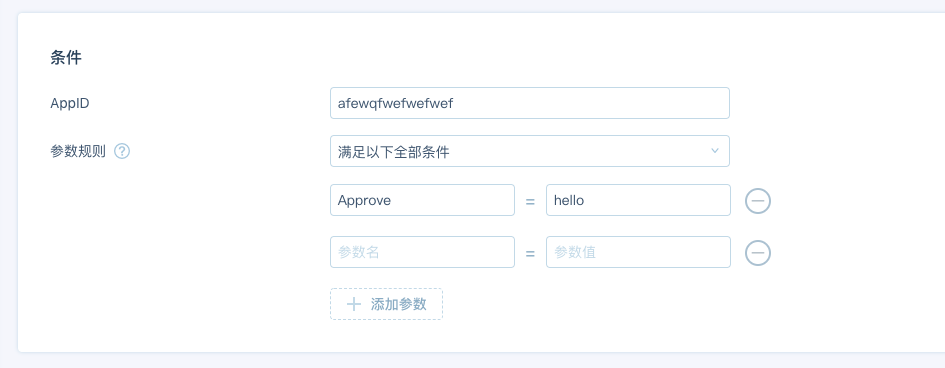 条件
AppID afewqfwefwefwef
参数规则 ? 满足以下全部条件
Approve = hello
参数名 = 参数值
添加参数